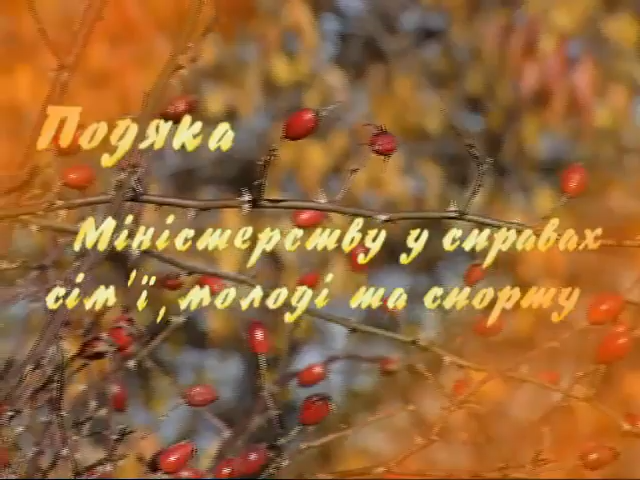 Подяка
Міністерству у справах
сім'ї, молоді та спорту